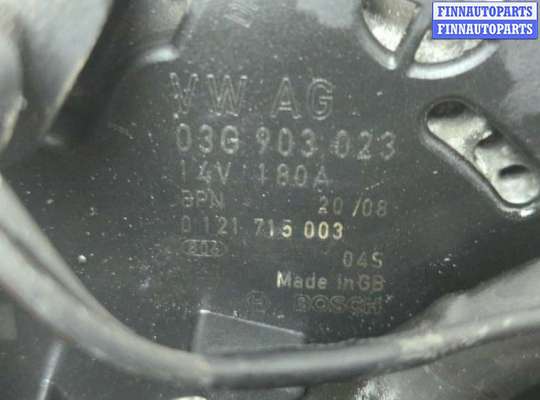 FINNAUTOPARTS
FINNAUTOPARTS
VW AG
03G 903 023
14V 180A
BPN 20/08
0 121 715 003
04S
Made in GB
BOSCH